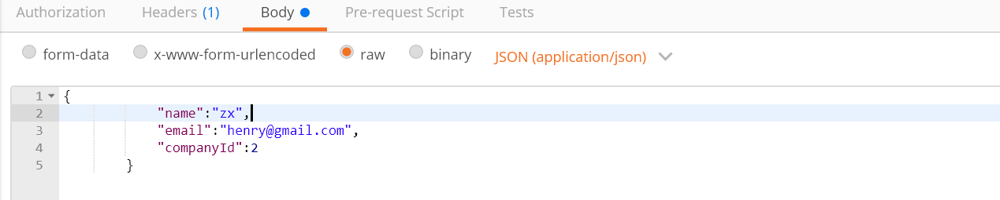 Authorization Headers (1) Body Pre-request Script Tests
form-data x-www-form-urlencoded raw binary JSON (application/json)
1 {
2 "name":"zx",
3 "email":"henry@gmail.com",
4 "companyId":2
5 }